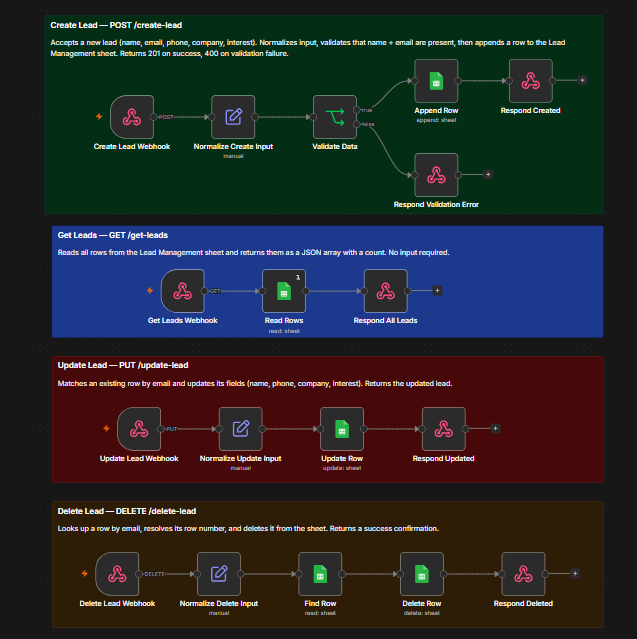 Create Lead — POST /create-lead
Accepts a new lead (name, email, phone, company, interest). Normalizes input, validates that name + email are present, then appends a row to the Lead
Management sheet. Returns 201 on success, 400 on validation failure.
POST
true
false
Create Lead Webhook
Normalize Create Input
manual
Validate Data
Append Row
append: sheet
Respond Created
Respond Validation Error
Get Leads — GET /get-leads
Reads all rows from the Lead Management sheet and returns them as a JSON array with a count. No input required.
GET
1
Get Leads Webhook
Read Rows
read: sheet
Respond All Leads
Update Lead — PUT /update-lead
Matches an existing row by email and updates its fields (name, phone, company, interest). Returns the updated lead.
PUT
Update Lead Webhook
Normalize Update Input
manual
Update Row
update: sheet
Respond Updated
Delete Lead — DELETE /delete-lead
Looks up a row by email, resolves its row number, and deletes it from the sheet. Returns a success confirmation.
DELETE
Delete Lead Webhook
Normalize Delete Input
manual
Find Row
read: sheet
Delete Row
delete: sheet
Respond Deleted